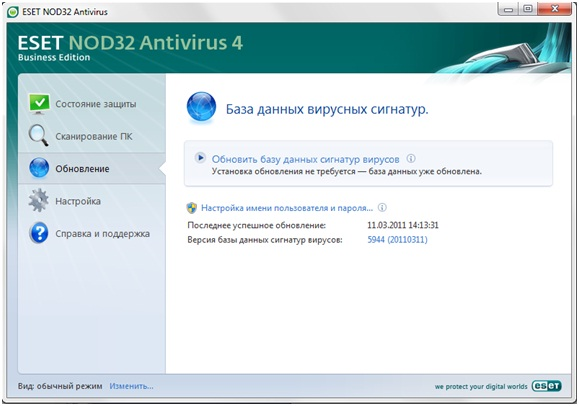 ESET NOD32 Antivirus
ESET NOD32 Antivirus 4
Business Edition
Состояние защиты
Сканирование ПК
Обновление
Настройка
Справка и поддержка
База данных вирусных сигнатур.
Обновить базу данных сигнатур вирусов
Установка обновления не требуется — база данных уже обновлена.
Настройка имени пользователя и пароля...
Последнее успешное обновление: 11.03.2011 14:13:31
Версия базы данных сигнатур вирусов: 5944 (20110311)
Вид: обычный режим Изменить...
we protect your digital worlds eset